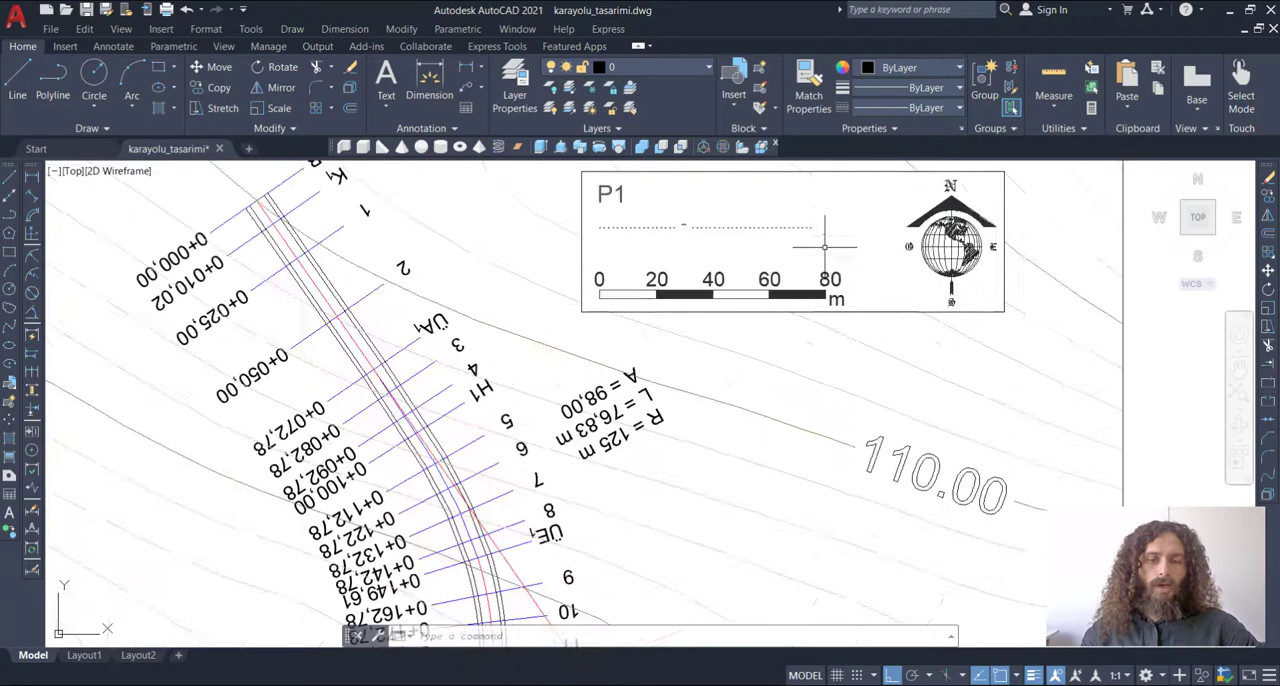 Autodesk AutoCAD 2021 karayolu_tasarimi.dwg
Type a keyword or phrase
Sign In
File Edit View Insert Format Tools Draw Dimension Modify Parametric Window Help Express
Home Insert Annotate Parametric View Manage Output Add-ins Collaborate Express Tools Featured Apps
Line Polyline Circle Arc
Move Rotate
Copy Mirror
Stretch Scale
Text Dimension
Layer Properties
0
Insert
Match Properties
ByLayer
ByLayer
ByLayer
Group
Measure
Paste
Base
Select Mode
Draw Modify Annotation Layers Block Properties Groups Utilities Clipboard View Touch
Start karayolu_tasarimi*
[−][Top][2D Wireframe]
P1
0 20 40 60 80
m
N
E
S
N
W TOP E
S
WCS
K₁
1
2
ÜA₁
3
4
H1
5
6
7
8
ÜE₁
9
10
0+000,00
0+010,02
0+025,00
0+050,00
0+072,78
0+082,78
0+092,78
0+100,00
0+112,78
0+122,78
0+132,78
0+142,78
0+149,61
0+162,78
R = 125 m
L = 76,83 m
A = 98,00
110.00
Y
X
Type a command
Model Layout1 Layout2
MODEL 1:1